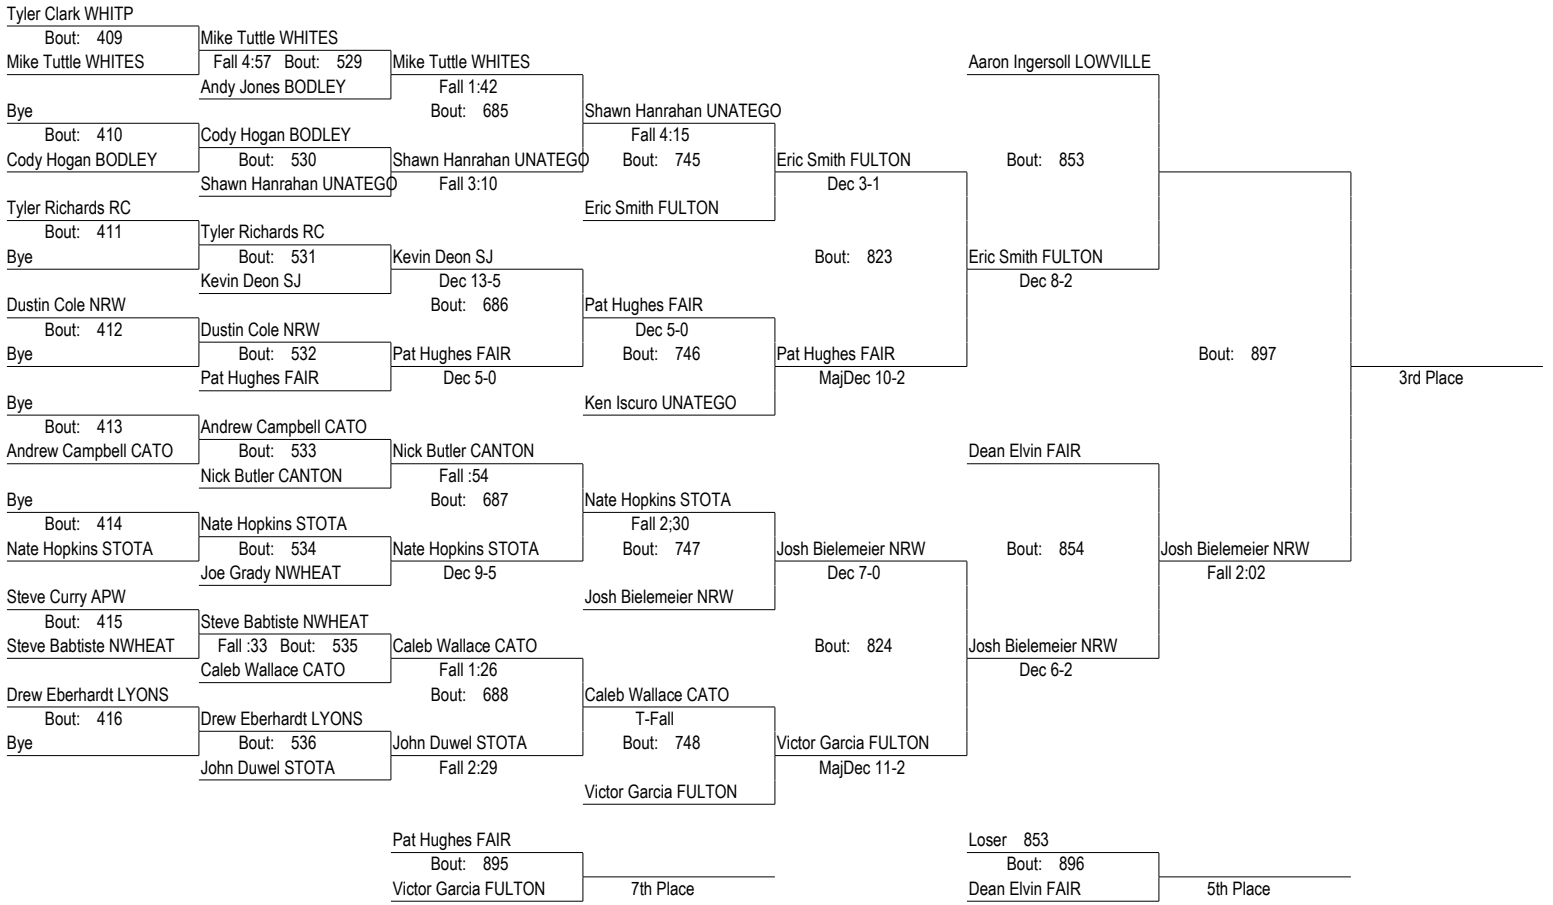 Tyler Clark WHITP
Bout: 409
Mike Tuttle WHITES
Mike Tuttle WHITES
Fall 4:57 Bout: 529
Mike Tuttle WHITES
Aaron Ingersoll LOWVILLE
Andy Jones BODLEY
Fall 1:42
Bye
Bout: 685
Shawn Hanrahan UNATEGO
Bout: 410
Cody Hogan BODLEY
Fall 4:15
Cody Hogan BODLEY
Bout: 530
Shawn Hanrahan UNATEGO
Bout: 745
Eric Smith FULTON
Bout: 853
Shawn Hanrahan UNATEGO
Fall 3:10
Dec 3-1
Tyler Richards RC
Eric Smith FULTON
Bout: 411
Tyler Richards RC
Bye
Bout: 531
Kevin Deon SJ
Bout: 823
Eric Smith FULTON
Kevin Deon SJ
Dec 13-5
Dec 8-2
Dustin Cole NRW
Bout: 686
Pat Hughes FAIR
Bout: 412
Dustin Cole NRW
Dec 5-0
Bye
Bout: 532
Pat Hughes FAIR
Bout: 746
Pat Hughes FAIR
Bout: 897
Pat Hughes FAIR
Dec 5-0
MajDec 10-2
3rd Place
Bye
Ken Iscuro UNATEGO
Bout: 413
Andrew Campbell CATO
Andrew Campbell CATO
Bout: 533
Nick Butler CANTON
Dean Elvin FAIR
Nick Butler CANTON
Fall :54
Bye
Bout: 687
Nate Hopkins STOTA
Bout: 414
Nate Hopkins STOTA
Fall 2;30
Nate Hopkins STOTA
Bout: 534
Nate Hopkins STOTA
Bout: 747
Josh Bielemeier NRW
Bout: 854
Josh Bielemeier NRW
Joe Grady NWHEAT
Dec 9-5
Dec 7-0
Fall 2:02
Steve Curry APW
Josh Bielemeier NRW
Bout: 415
Steve Babtiste NWHEAT
Steve Babtiste NWHEAT
Fall :33 Bout: 535
Caleb Wallace CATO
Bout: 824
Josh Bielemeier NRW
Caleb Wallace CATO
Fall 1:26
Dec 6-2
Drew Eberhardt LYONS
Bout: 688
Caleb Wallace CATO
Bout: 416
Drew Eberhardt LYONS
T-Fall
Bye
Bout: 536
John Duwel STOTA
Bout: 748
Victor Garcia FULTON
John Duwel STOTA
Fall 2:29
MajDec 11-2
Victor Garcia FULTON
Pat Hughes FAIR
Loser 853
Bout: 895
Bout: 896
Victor Garcia FULTON
7th Place
Dean Elvin FAIR
5th Place